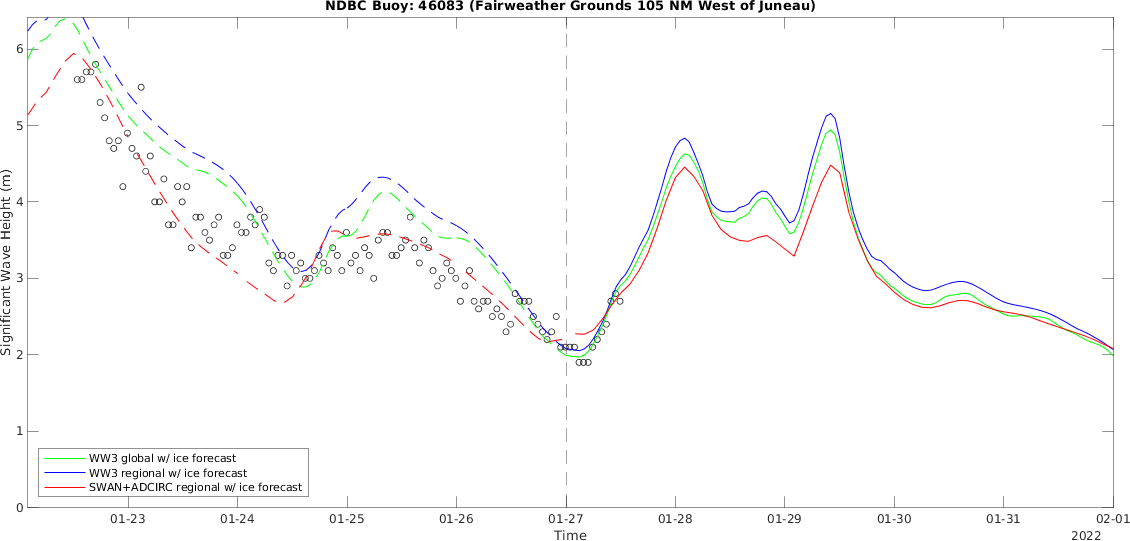 NDBC Buoy: 46083 (Fairweather Grounds 105 NM West of Juneau)
Significant Wave Height (m)
6
5
4
3
2
1
0
WW3 global w/ ice forecast
WW3 regional w/ ice forecast
SWAN+ADCIRC regional w/ ice forecast
01-23 01-24 01-25 01-26 01-27 01-28 01-29 01-30 01-31 02-01
Time
2022